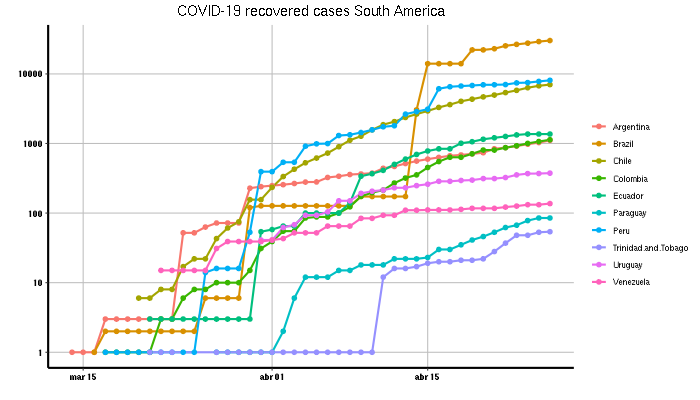 COVID-19 recovered cases South America
10000
1000
100
10
1
mar 15
abr 01
abr 15
Argentina
Brazil
Chile
Colombia
Ecuador
Paraguay
Peru
Trinidad.and.Tobago
Uruguay
Venezuela